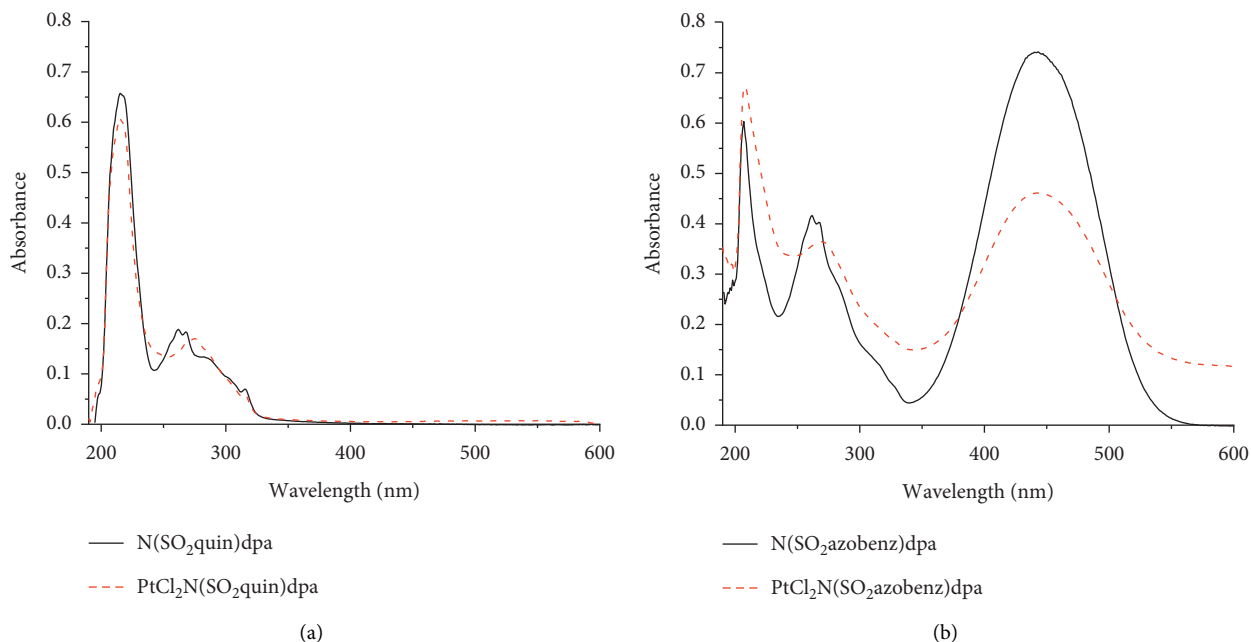 0.8
0.7
0.6
0.5
0.4
0.3
0.2
0.1
0.0
Absorbance
200 300 400 500 600
Wavelength (nm)
N(SO₂quin)dpa
PtCl₂N(SO₂quin)dpa
(a)
0.8
0.7
0.6
0.5
0.4
0.3
0.2
0.1
0.0
Absorbance
200 300 400 500 600
Wavelength (nm)
N(SO₂azobenz)dpa
PtCl₂N(SO₂azobenz)dpa
(b)